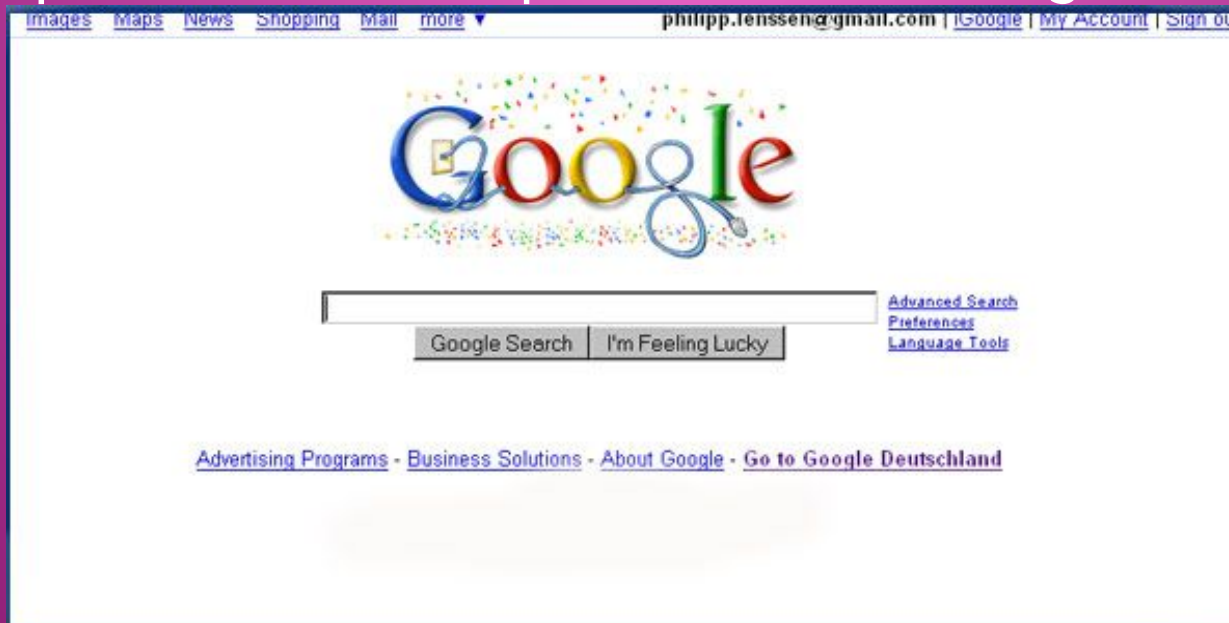 Images Maps News Shopping Mail more ▼ philipp.lenssen@gmail.com | iGoogle | My Account | Sign
Google
Advanced Search
Preferences
Google Search I'm Feeling Lucky Language Tools
Advertising Programs - Business Solutions - About Google - Go to Google Deutschland